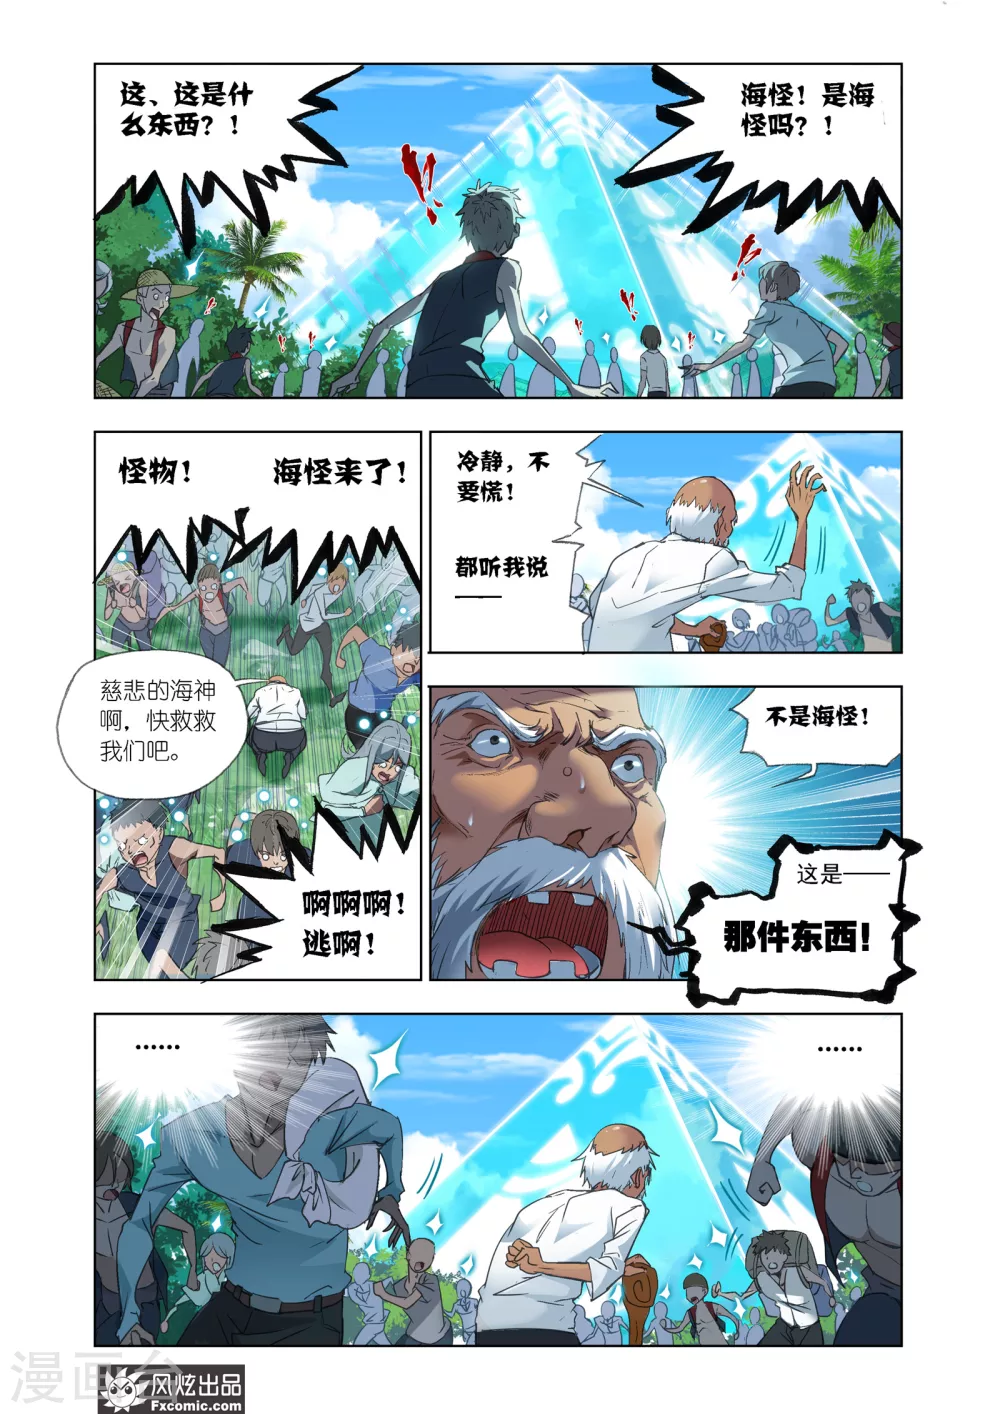 这、这是什
么东西？！
海怪！是海
怪吗？！
怪物！
海怪来了！
慈悲的海神
啊，快救救
我们吧。
啊啊啊！
逃啊！
冷静，不
要慌！
都听我说
——
不是海怪！
这是——
那件东西！
……
……
漫画台
风炫出品
Fxcomic.com